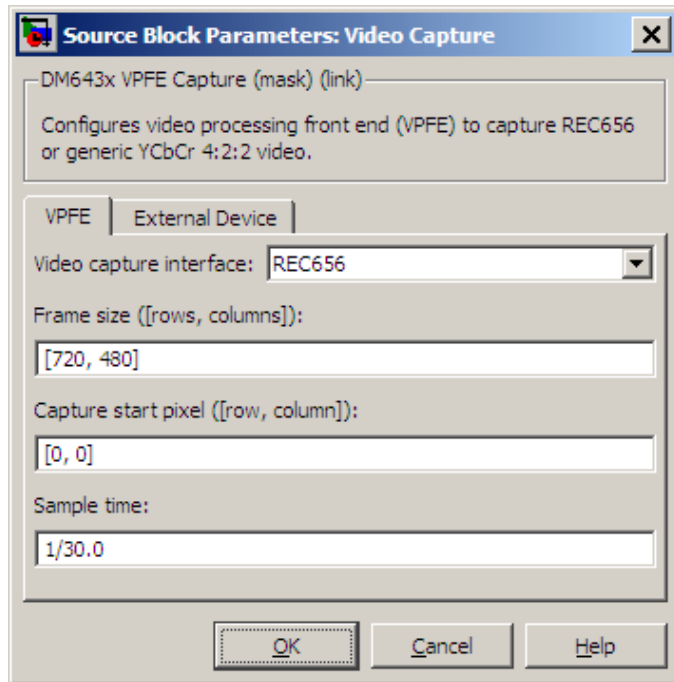 Source Block Parameters: Video Capture
DM643x VPFE Capture (mask) (link)
Configures video processing front end (VPFE) to capture REC656
or generic YCbCr 4:2:2 video.
VPFE External Device
Video capture interface: REC656
Frame size ([rows, columns]):
[720, 480]
Capture start pixel ([row, column]):
[0, 0]
Sample time:
1/30.0
OK Cancel Help